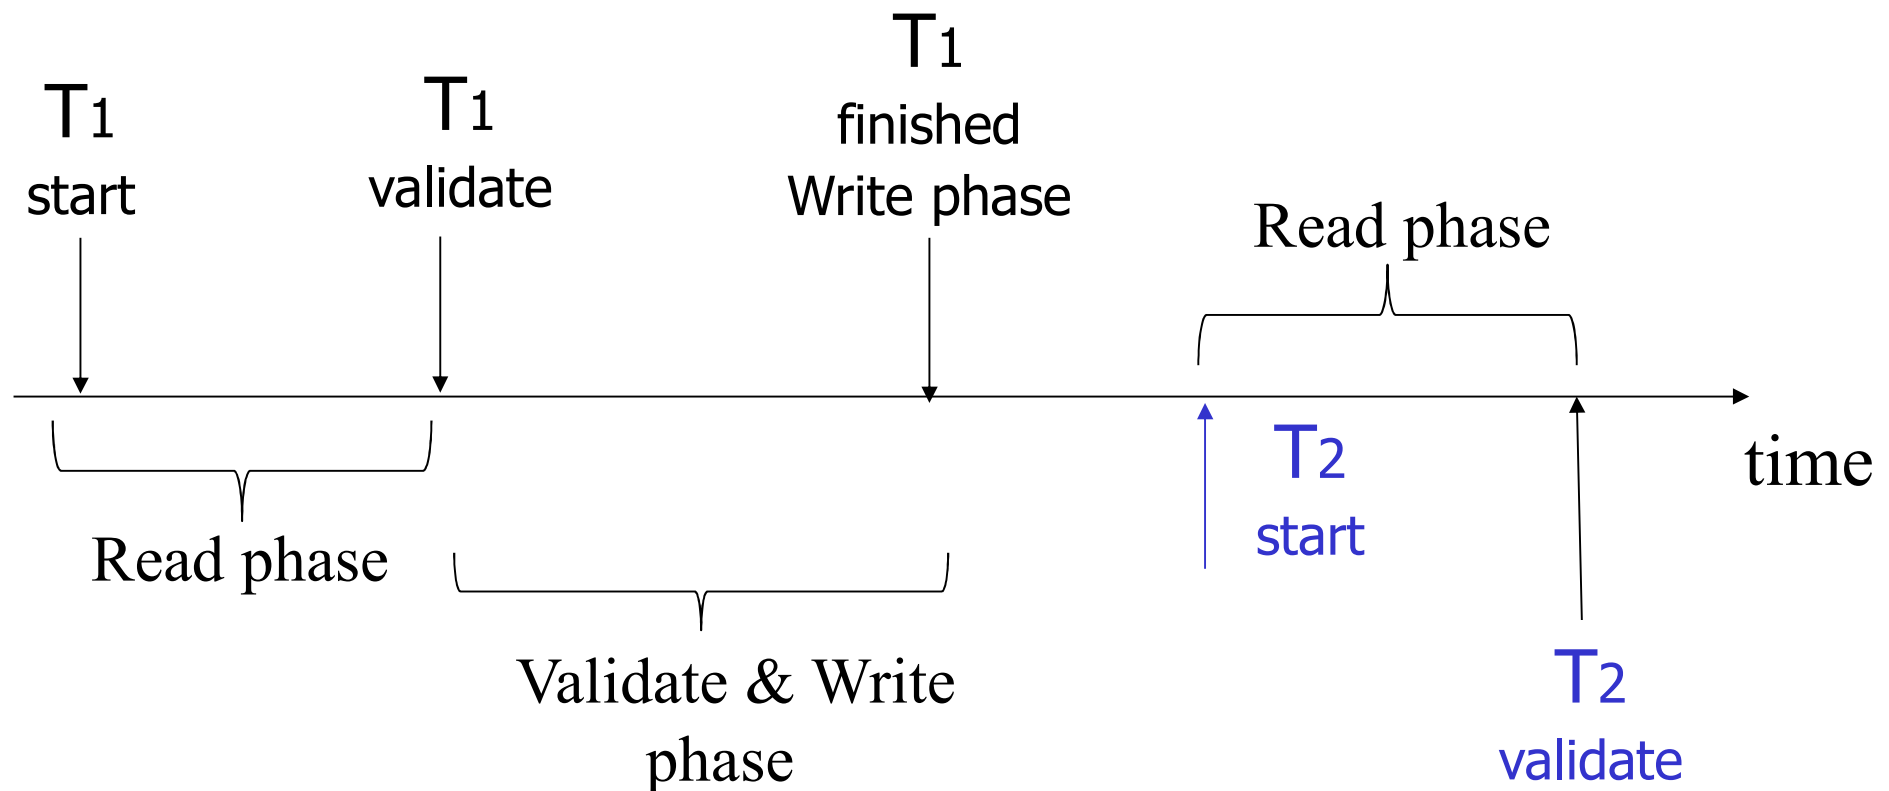 T1
start
T1
validate
T1
finished
Write phase
Read phase
T2
start
time
Read phase
Validate & Write
phase
T2
validate